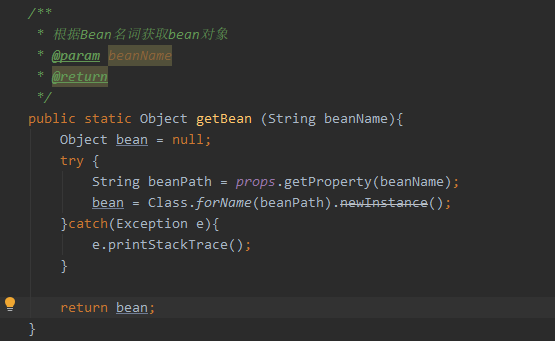 /**
* 根据Bean名词获取bean对象
* @param beanName
* @return
*/
public static Object getBean (String beanName){
Object bean = null;
try {
String beanPath = props.getProperty(beanName);
bean = Class.forName(beanPath).newInstance();
}catch(Exception e){
e.printStackTrace();
}
return bean;
}